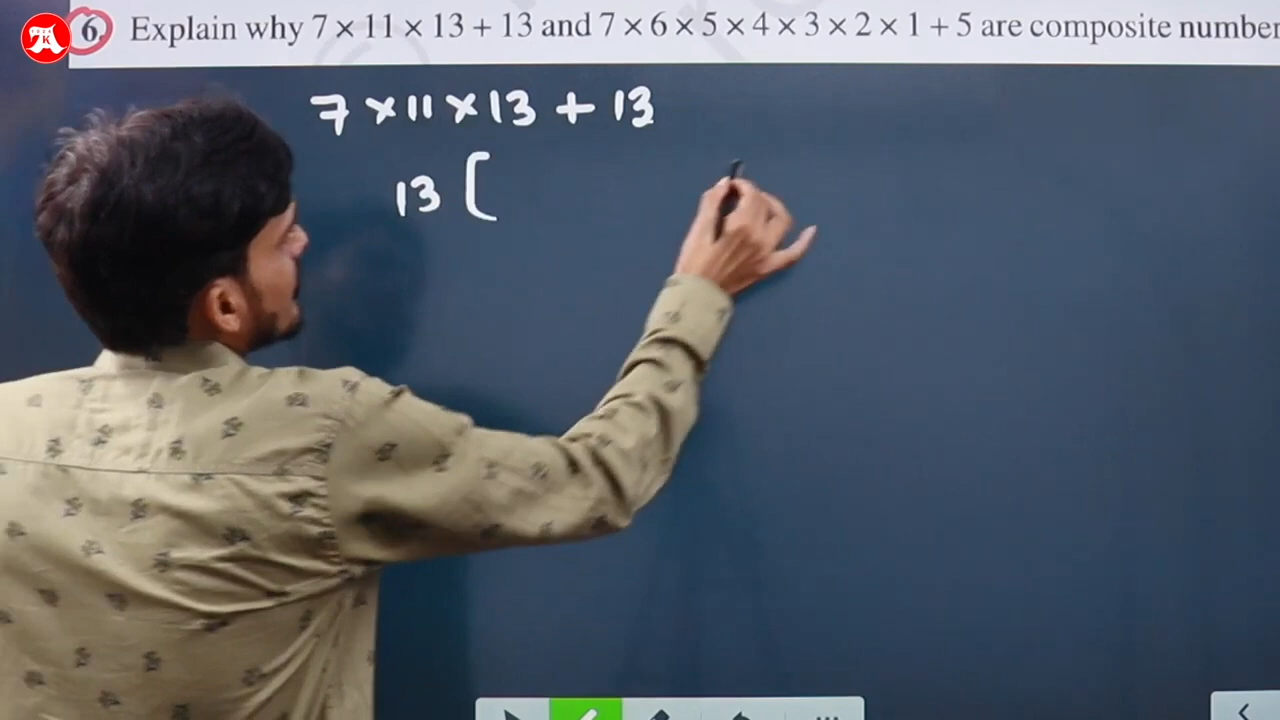 6. Explain why 7 × 11 × 13 + 13 and 7 × 6 × 5 × 4 × 3 × 2 × 1 + 5 are composite number
7 × 11 × 13 + 13
13 [